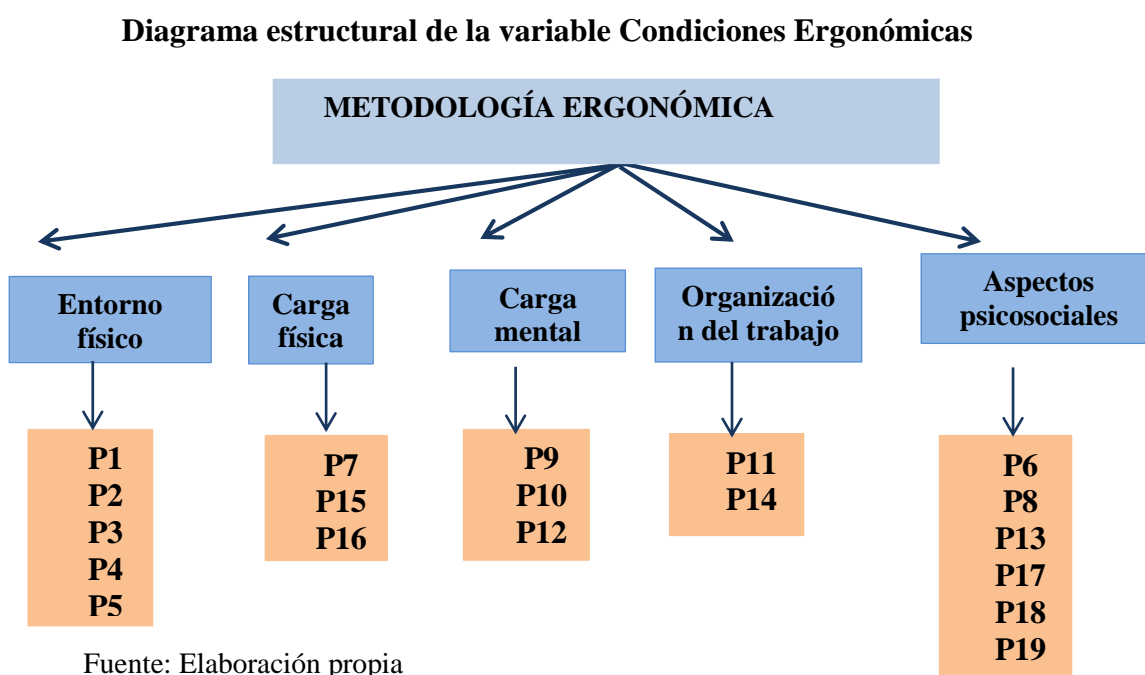 Diagrama estructural de la variable Condiciones Ergonómicas
METODOLOGÍA ERGONÓMICA
Entorno
físico
Carga
física
Carga
mental
Organizació
n del trabajo
Aspectos
psicosociales
P1
P2
P3
P4
P5
P7
P15
P16
P9
P10
P12
P11
P14
P6
P8
P13
P17
P18
P19
Fuente: Elaboración propia